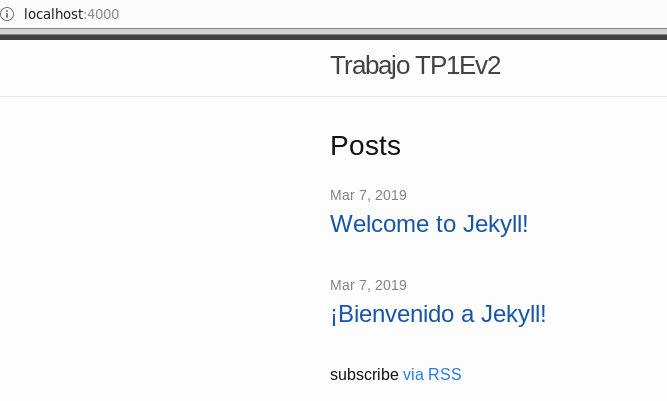 localhost:4000
Trabajo TP1Ev2
Posts
Mar 7, 2019
Welcome to Jekyll!
Mar 7, 2019
¡Bienvenido a Jekyll!
subscribe via RSS